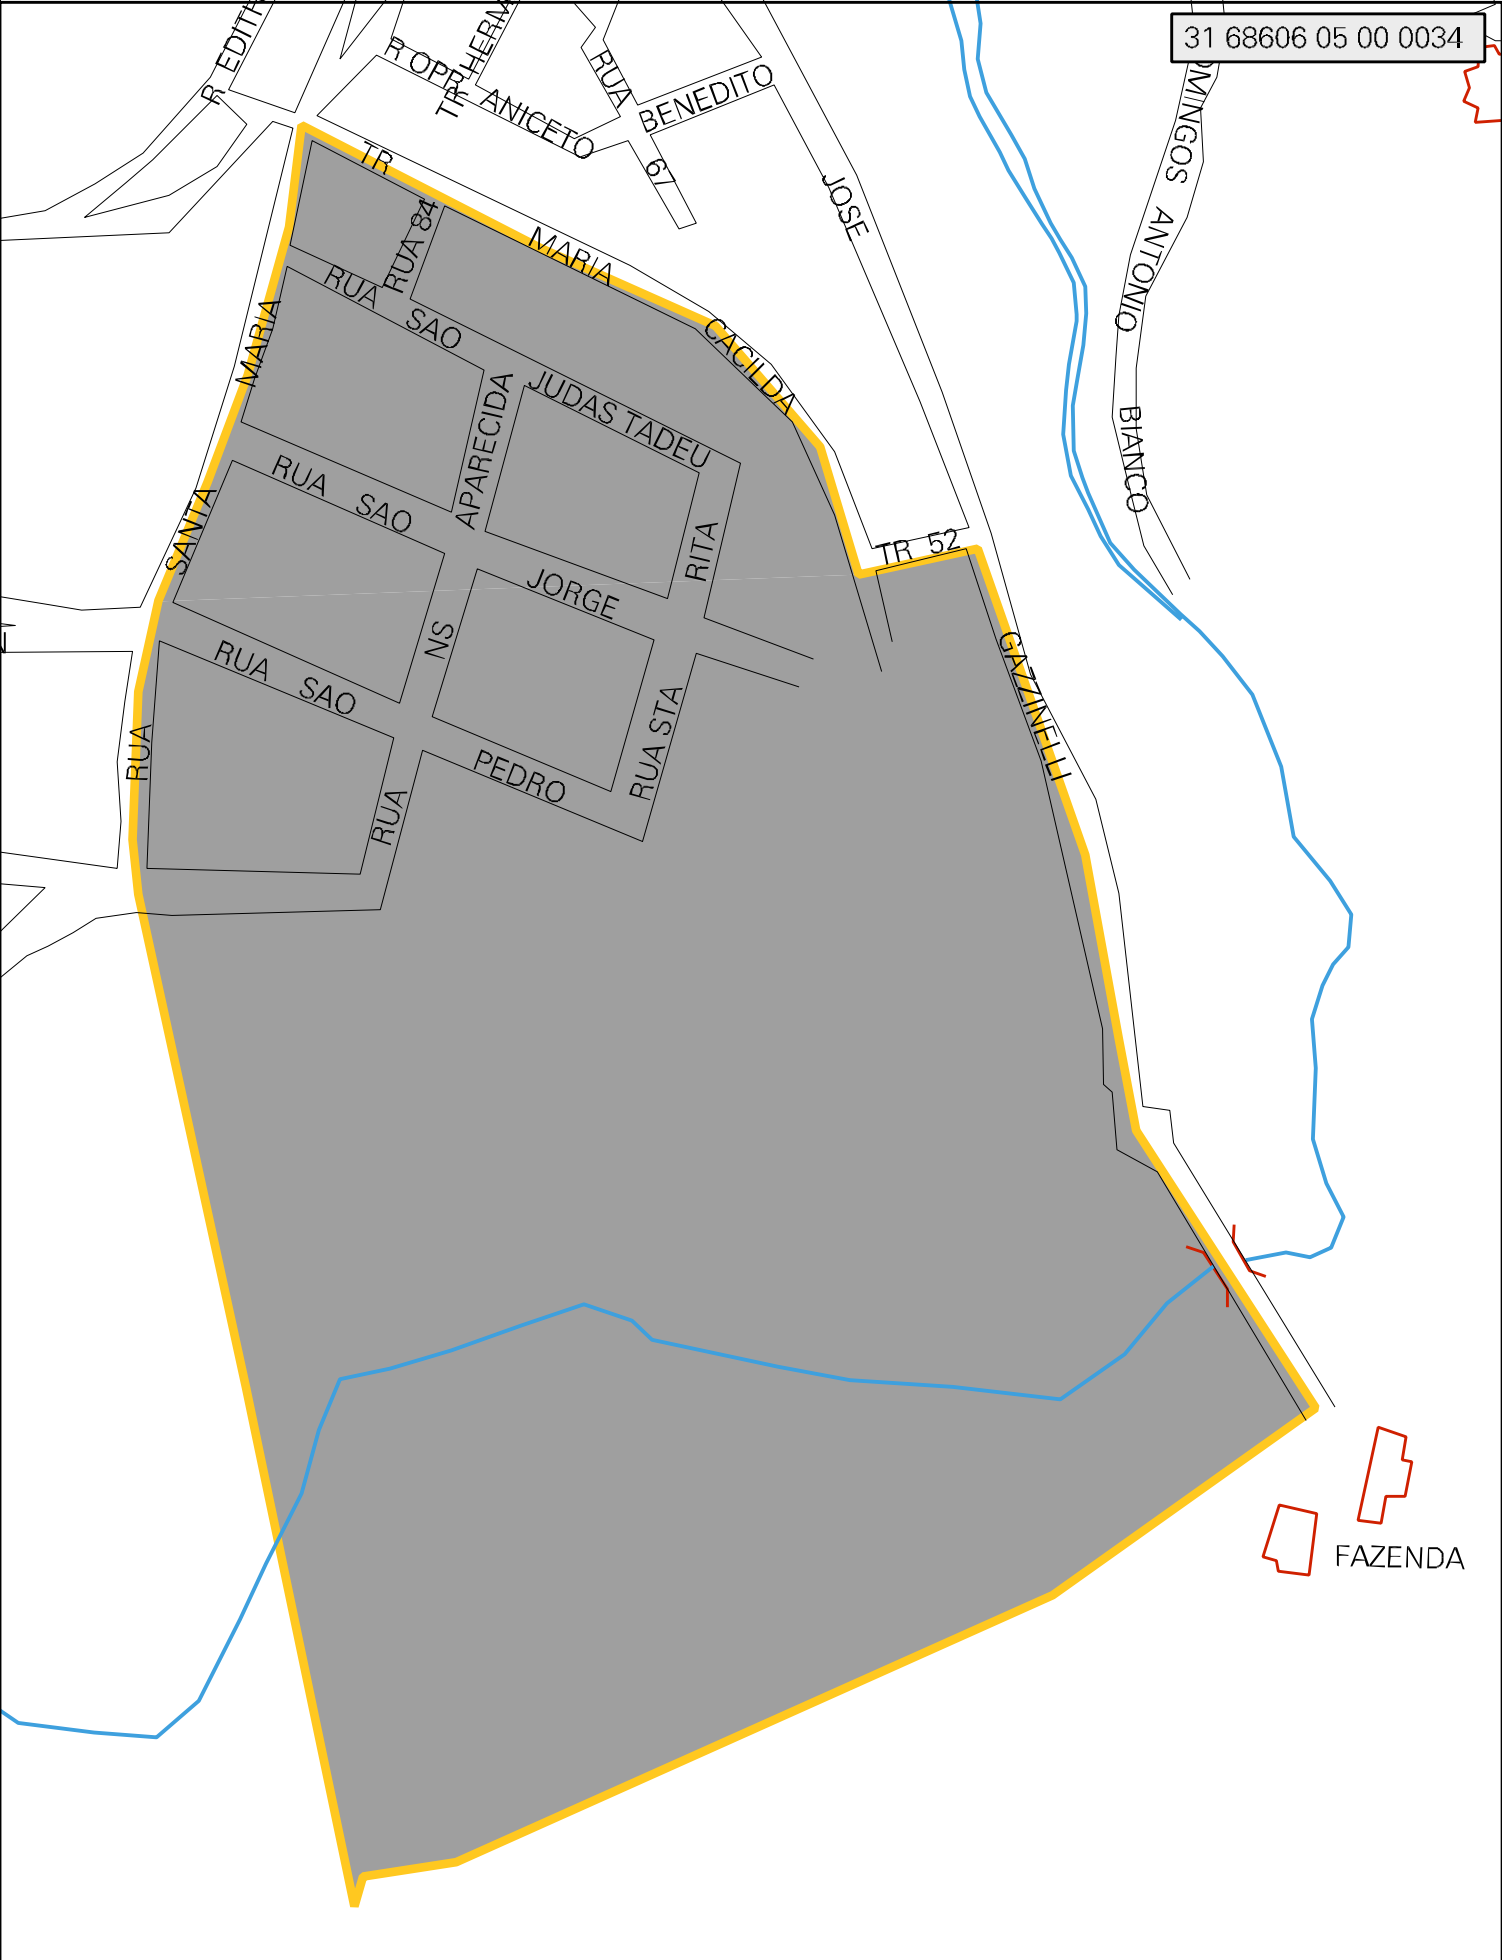 31 68606 05 00 0034
R EDITH
TR HERMA
R OPR ANICETO
RUA
67
BENEDITO
JOSE
GAZZINELLI
OMINGOS
ANTONIO
BIANCO
TR
MARIA
CACILDA
TR 52
RUA 84
RUA SAO
JUDAS TADEU
MARIA
SANTA
RUA
APARECIDA
NS
RUA
RUA SAO
JORGE
RITA
RUA STA
RUA SAO
PEDRO
FAZENDA